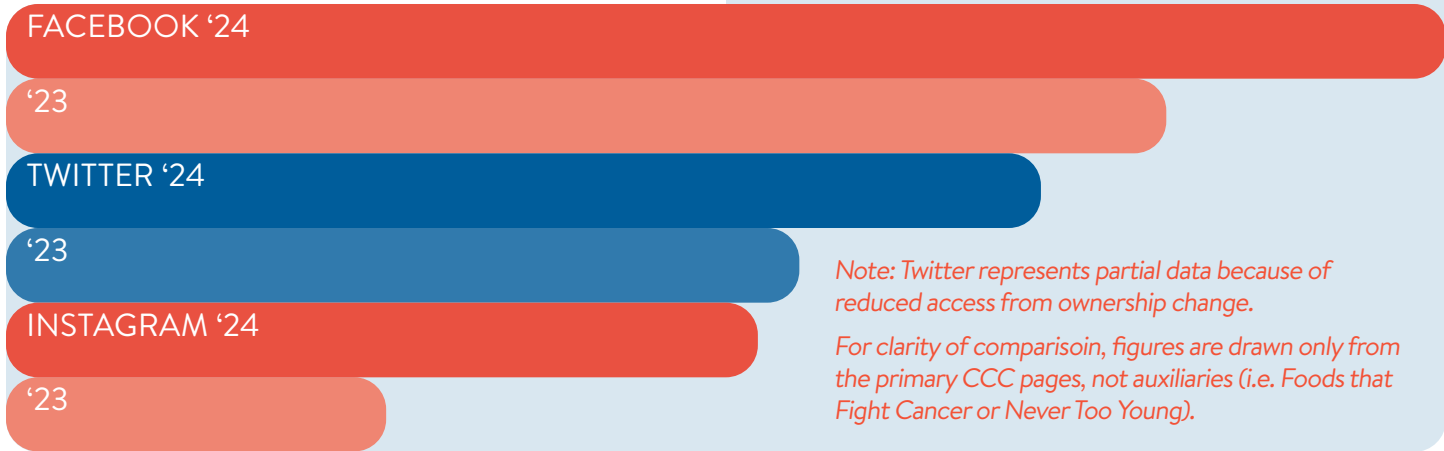 FACEBOOK ‘24
‘23
TWITTER ‘24
‘23
INSTAGRAM ‘24
‘23
Note: Twitter represents partial data because of
reduced access from ownership change.
For clarity of comparisoin, figures are drawn only from
the primary CCC pages, not auxiliaries (i.e. Foods that
Fight Cancer or Never Too Young).